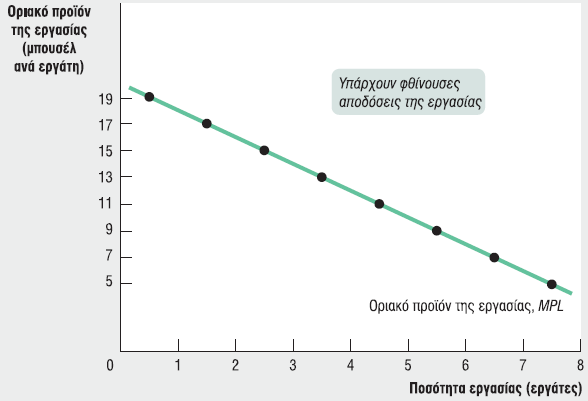 Οριακό προϊόν
της εργασίας
(μπουσέλ
ανά εργάτη)
Υπάρχουν φθίνουσες
αποδόσεις της εργασίας
19
17
15
13
11
9
7
5
Οριακό προϊόν της εργασίας, MPL
0 1 2 3 4 5 6 7 8
Ποσότητα εργασίας (εργάτες)